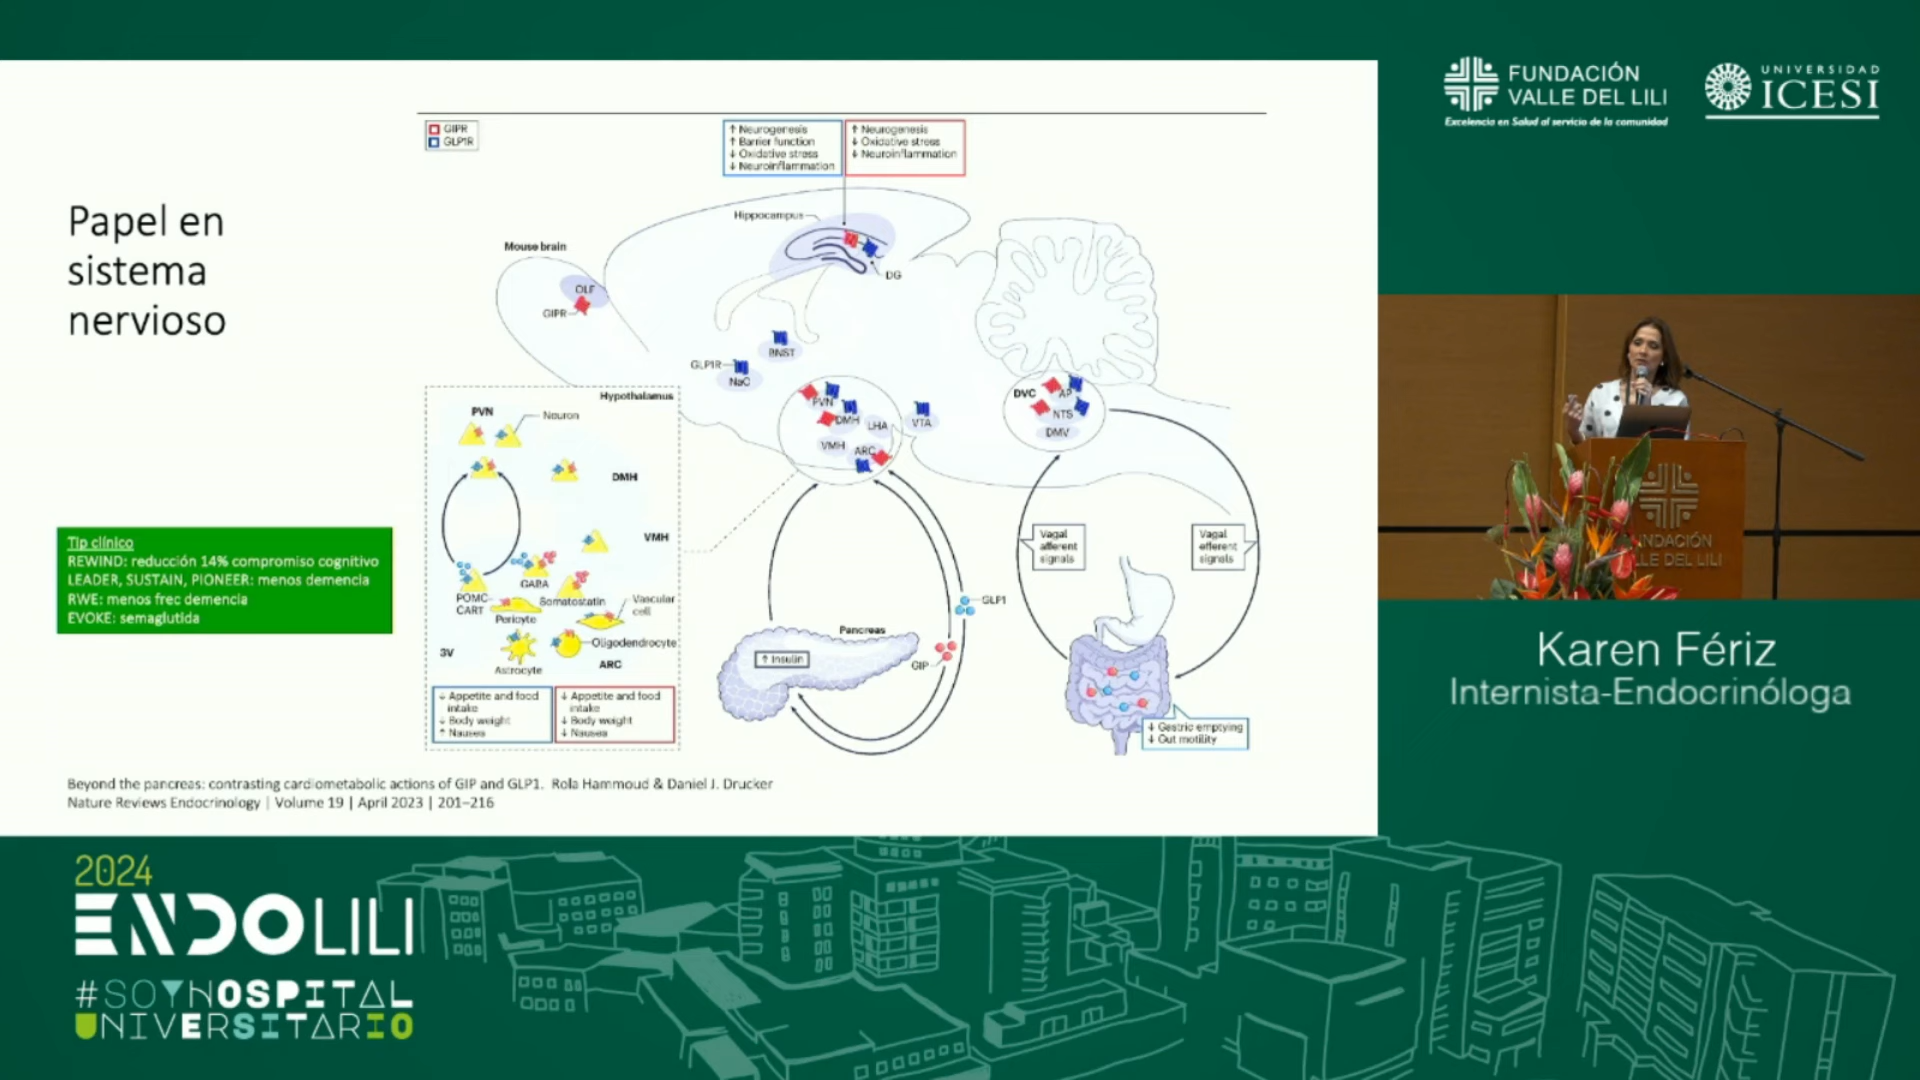 FUNDACIÓN
VALLE DEL LILI
Excelencia en Salud al servicio de la comunidad
UNIVERSIDAD
ICESI
Papel en
sistema
nervioso
GIPR
GLP1R
↑ Neurogenesis
↑ Barrier function
↓ Oxidative stress
↓ Neuroinflammation
↑ Neurogenesis
↓ Oxidative stress
↓ Neuroinflammation
Hippocampus
Mouse brain
DG
OLF
GIPR
BNST
GLP1R
NaC
Hypothalamus
PVN
Neuron
DMH
VMH
GABA
POMC-
CART
Somatostatin
Vascular
cell
Pericyte
Oligodendrocyte
3V
Astrocyte
ARC
↓ Appetite and food
intake
↓ Body weight
↑ Nausea
↓ Appetite and food
intake
↓ Body weight
↓ Nausea
PVN
DMH
LHA
VMH
ARC
VTA
DVC
AP
NTS
DMV
Vagal
afferent
signals
Vagal
efferent
signals
GLP1
Pancreas
↑ Insulin
GIP
↓ Gastric emptying
↓ Gut motility
Tip clínico
REWIND: reducción 14% compromiso cognitivo
LEADER, SUSTAIN, PIONEER: menos demencia
RWE: menos frec demencia
EVOKE: semaglutida
Beyond the pancreas: contrasting cardiometabolic actions of GIP and GLP1. Rola Hammoud & Daniel J. Drucker
Nature Reviews Endocrinology | Volume 19 | April 2023 | 201–216
NDACIÓN
LLE DEL LILI
Karen Fériz
Internista-Endocrinóloga
2024
ENDOLILI
#SOYHOSPITAL
UNIVERSITARIO